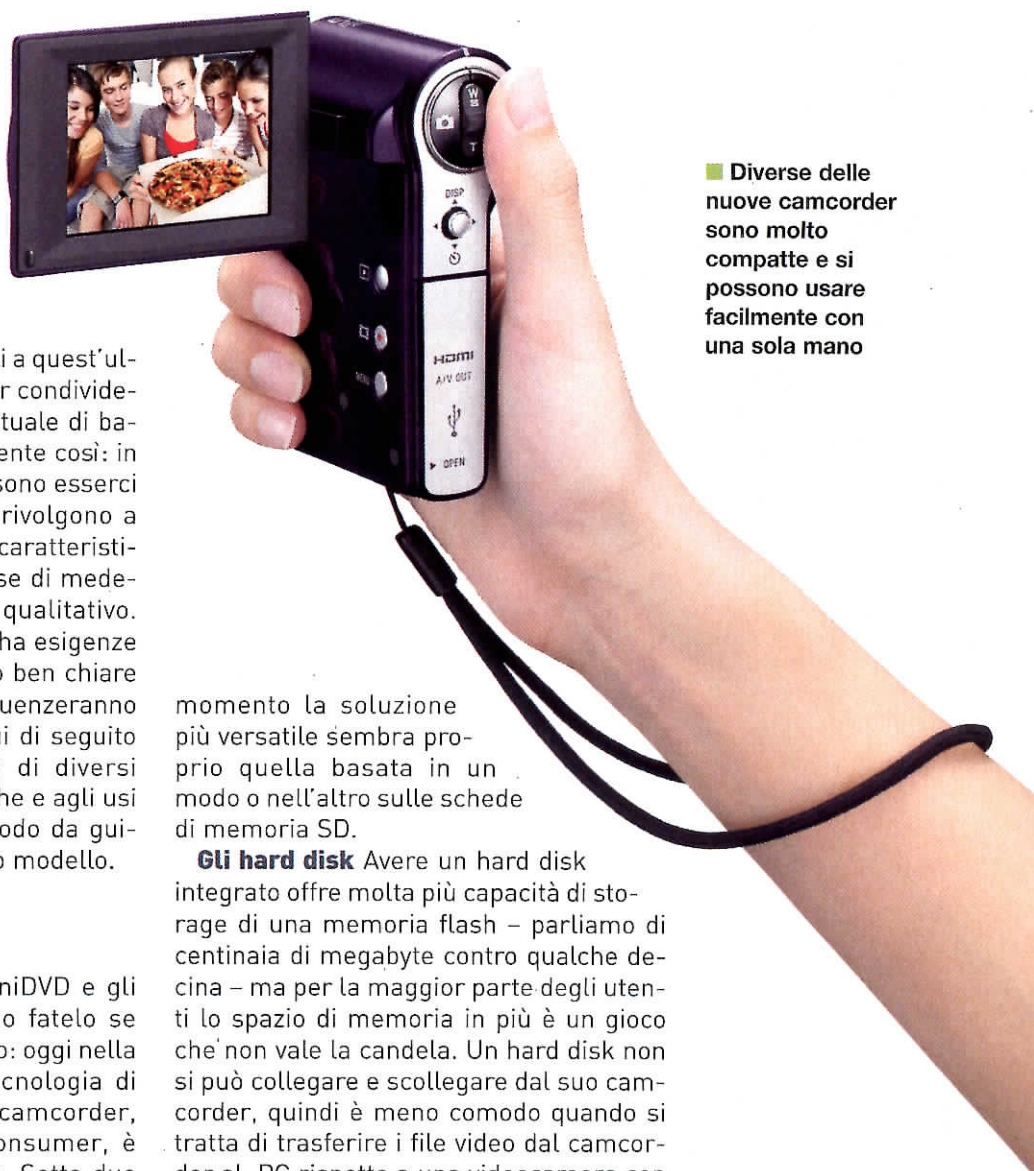 W
T
DISP
MENU
HDMI
A/V OUT
OPEN
Diverse delle
nuove camcorder
sono molto
compatte e si
possono usare
facilmente con
una sola mano
i a quest'ul-
r condivide-
tuale di ba-
ente così: in
sono esserci
rivolgono a
caratteristi-
se di mede-
qualitativo.
ha esigenze
o ben chiare
uenzeranno
i di seguito
di diversi
he e agli usi
odo da gui-
o modello.
niDVD e gli
o fatelo se
o: oggi nella
cnologia di
camcorder,
onsumer, è
momento la soluzione
più versatile sembra pro-
prio quella basata in un
modo o nell'altro sulle schede
di memoria SD.
Gli hard disk Avere un hard disk
integrato offre molta più capacità di sto-
rage di una memoria flash – parliamo di
centinaia di megabyte contro qualche de-
cina – ma per la maggior parte degli uten-
ti lo spazio di memoria in più è un gioco
che non vale la candela. Un hard disk non
si può collegare e scollegare dal suo cam-
corder, quindi è meno comodo quando si
tratta di trasferire i file video dal camcor-